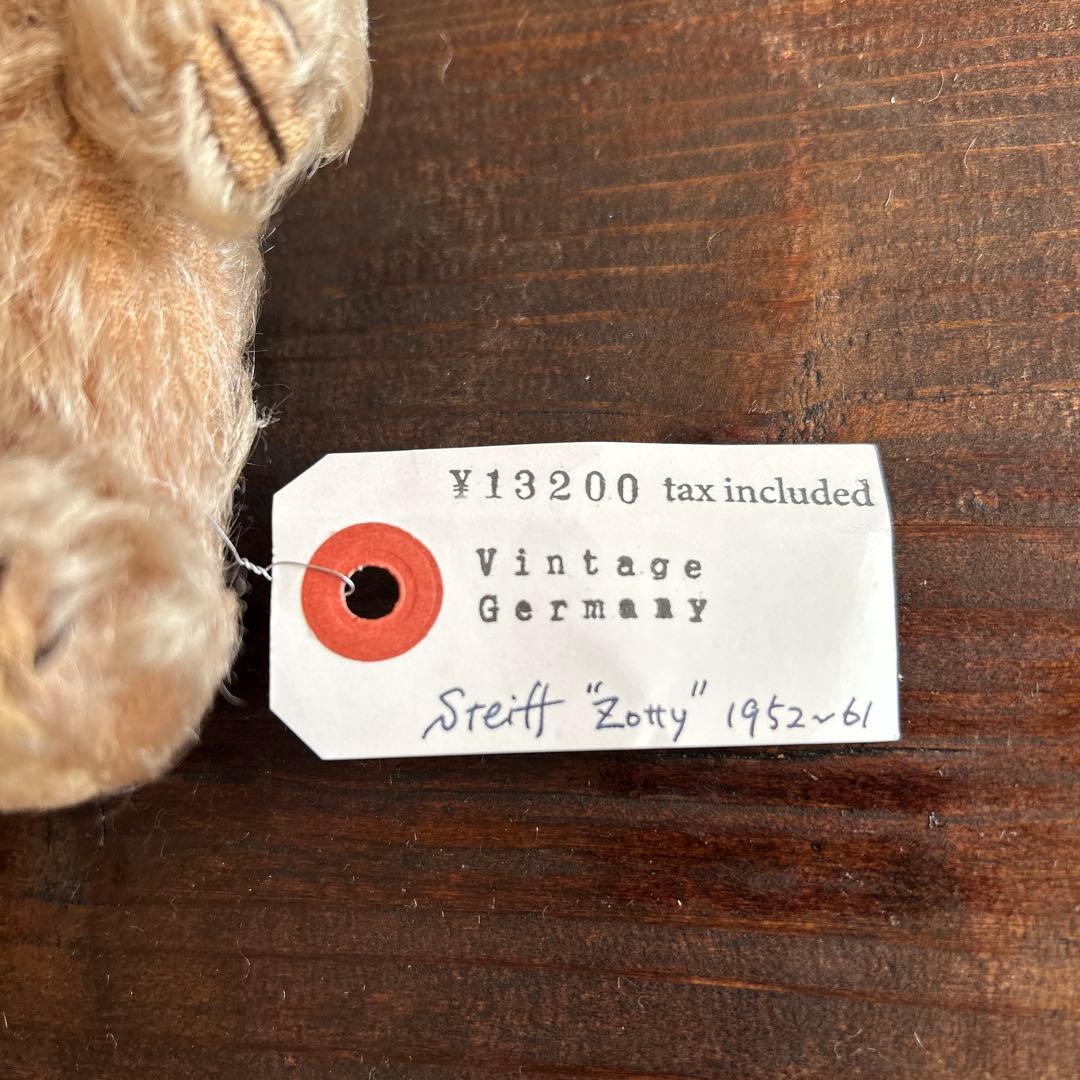 ¥13200 tax included
Vintage
Germany
Steiff "Zotty" 1952~61